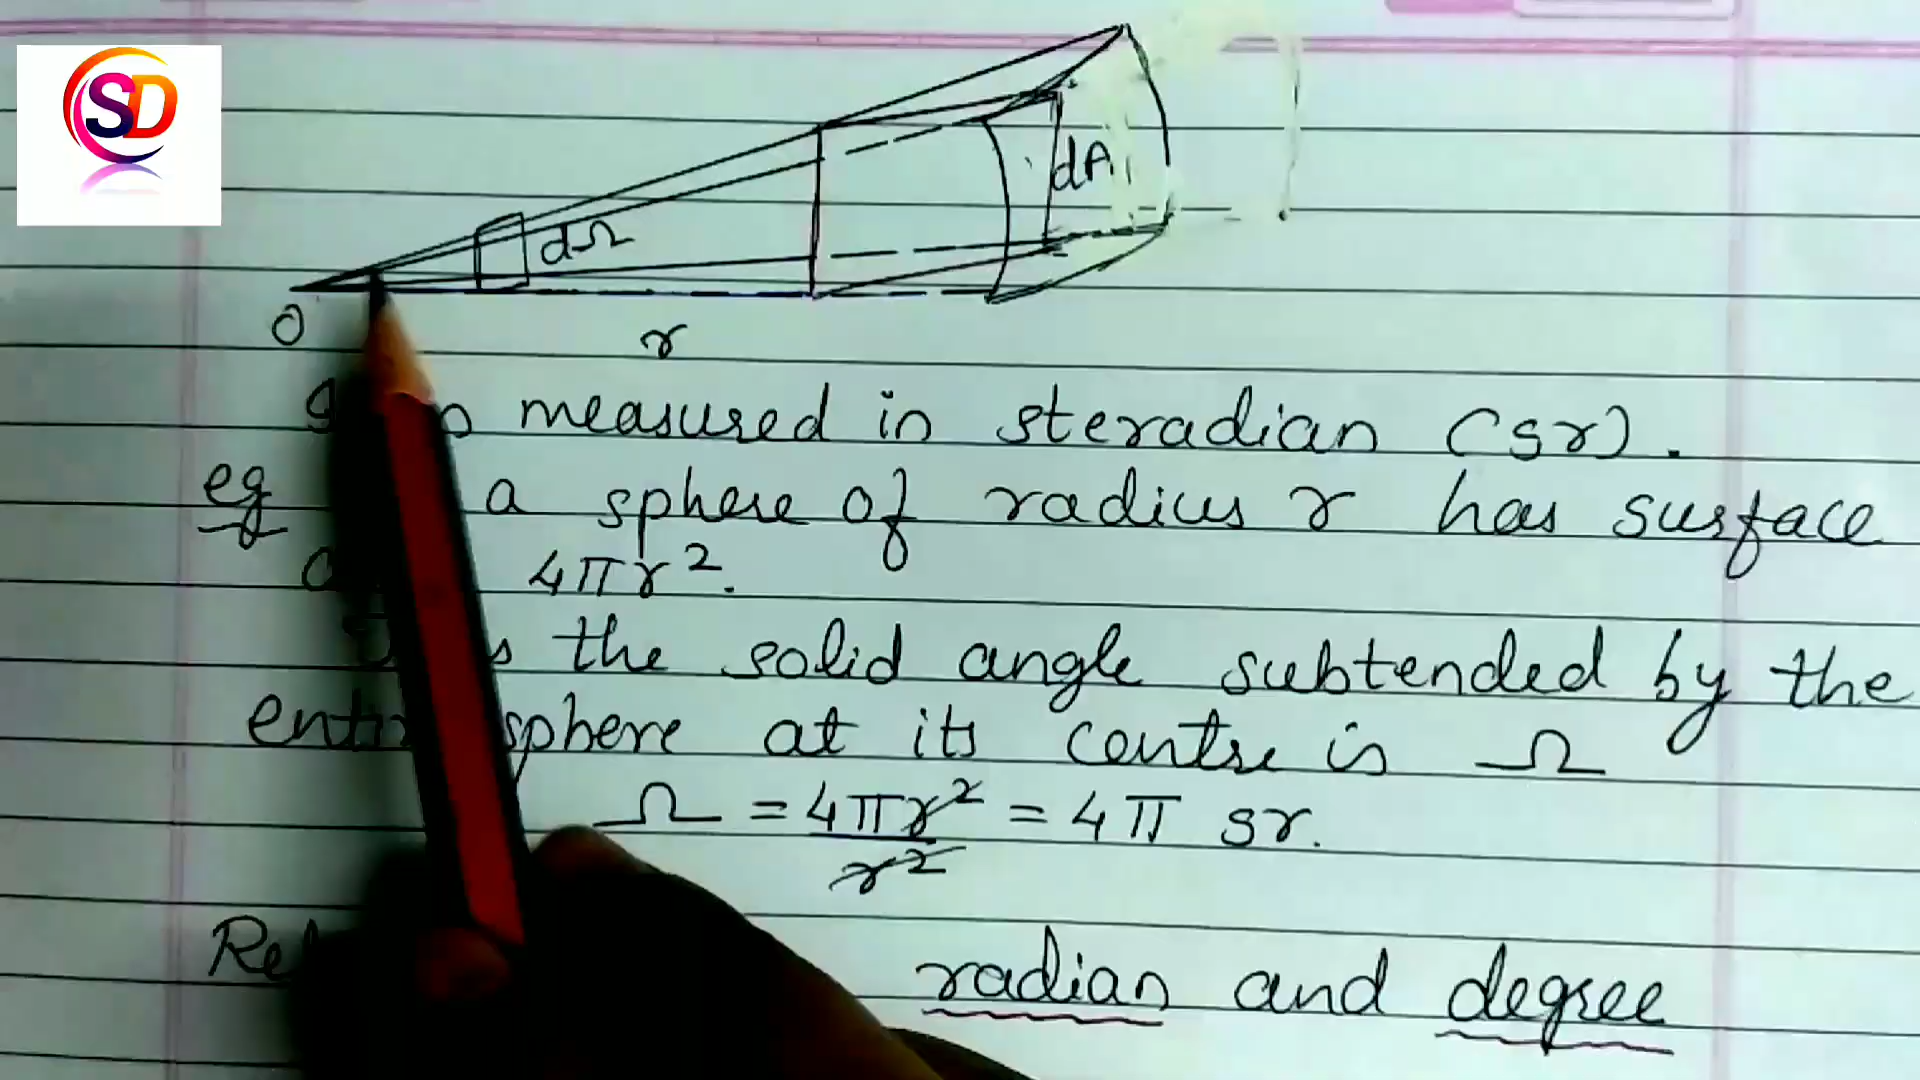 SD
dA
dΩ
O
r
measured in steradian (sr).
eg a sphere of radius r has surface
4πr².
the solid angle subtended by the
sphere at its centre is Ω
Ω = 4πr²/r² = 4π sr.
radian and degree